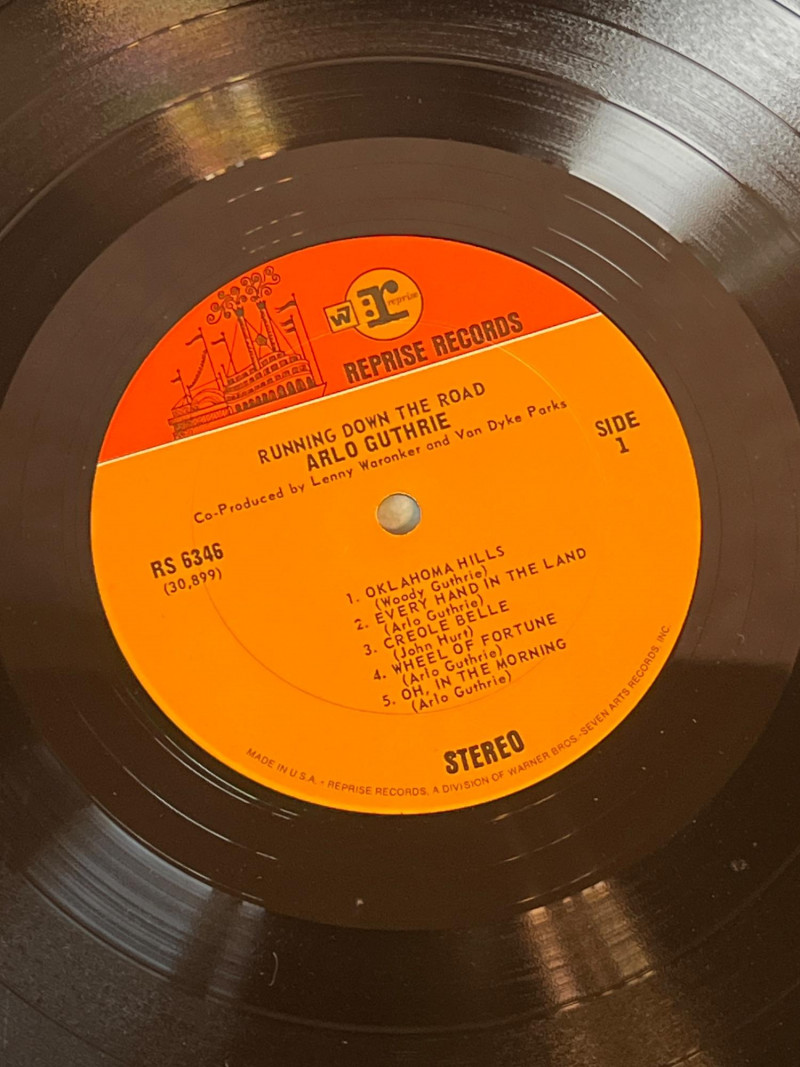 W7
r: reprise
REPRISE RECORDS
RUNNING DOWN THE ROAD
ARLO GUTHRIE
Co-Produced by Lenny Waronker and Van Dyke Parks
SIDE
1
RS 6346
(30,899)
1. OKLAHOMA HILLS
(Woody Guthrie)
2. EVERY HAND IN THE LAND
(Arlo Guthrie)
3. CREOLE BELLE
(John Hurt)
4. WHEEL OF FORTUNE
(Arlo Guthrie)
5. OH, IN THE MORNING
(Arlo Guthrie)
STEREO
MADE IN U.S.A. • REPRISE RECORDS, A DIVISION OF WARNER BROS.-SEVEN ARTS RECORDS, INC.